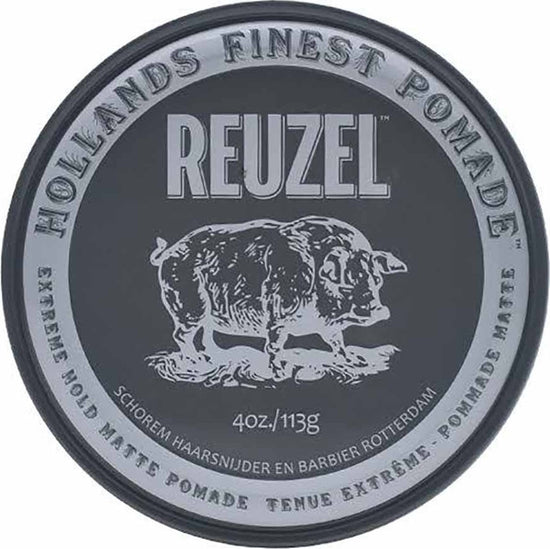 HOLLANDS FINEST POMADE™
REUZEL™
4oz./113g
SCHOREM HAARSNIJDER EN BARBIER ROTTERDAM
EXTREME HOLD MATTE POMADE TENUE EXTRÊME - POMMADE MATTE